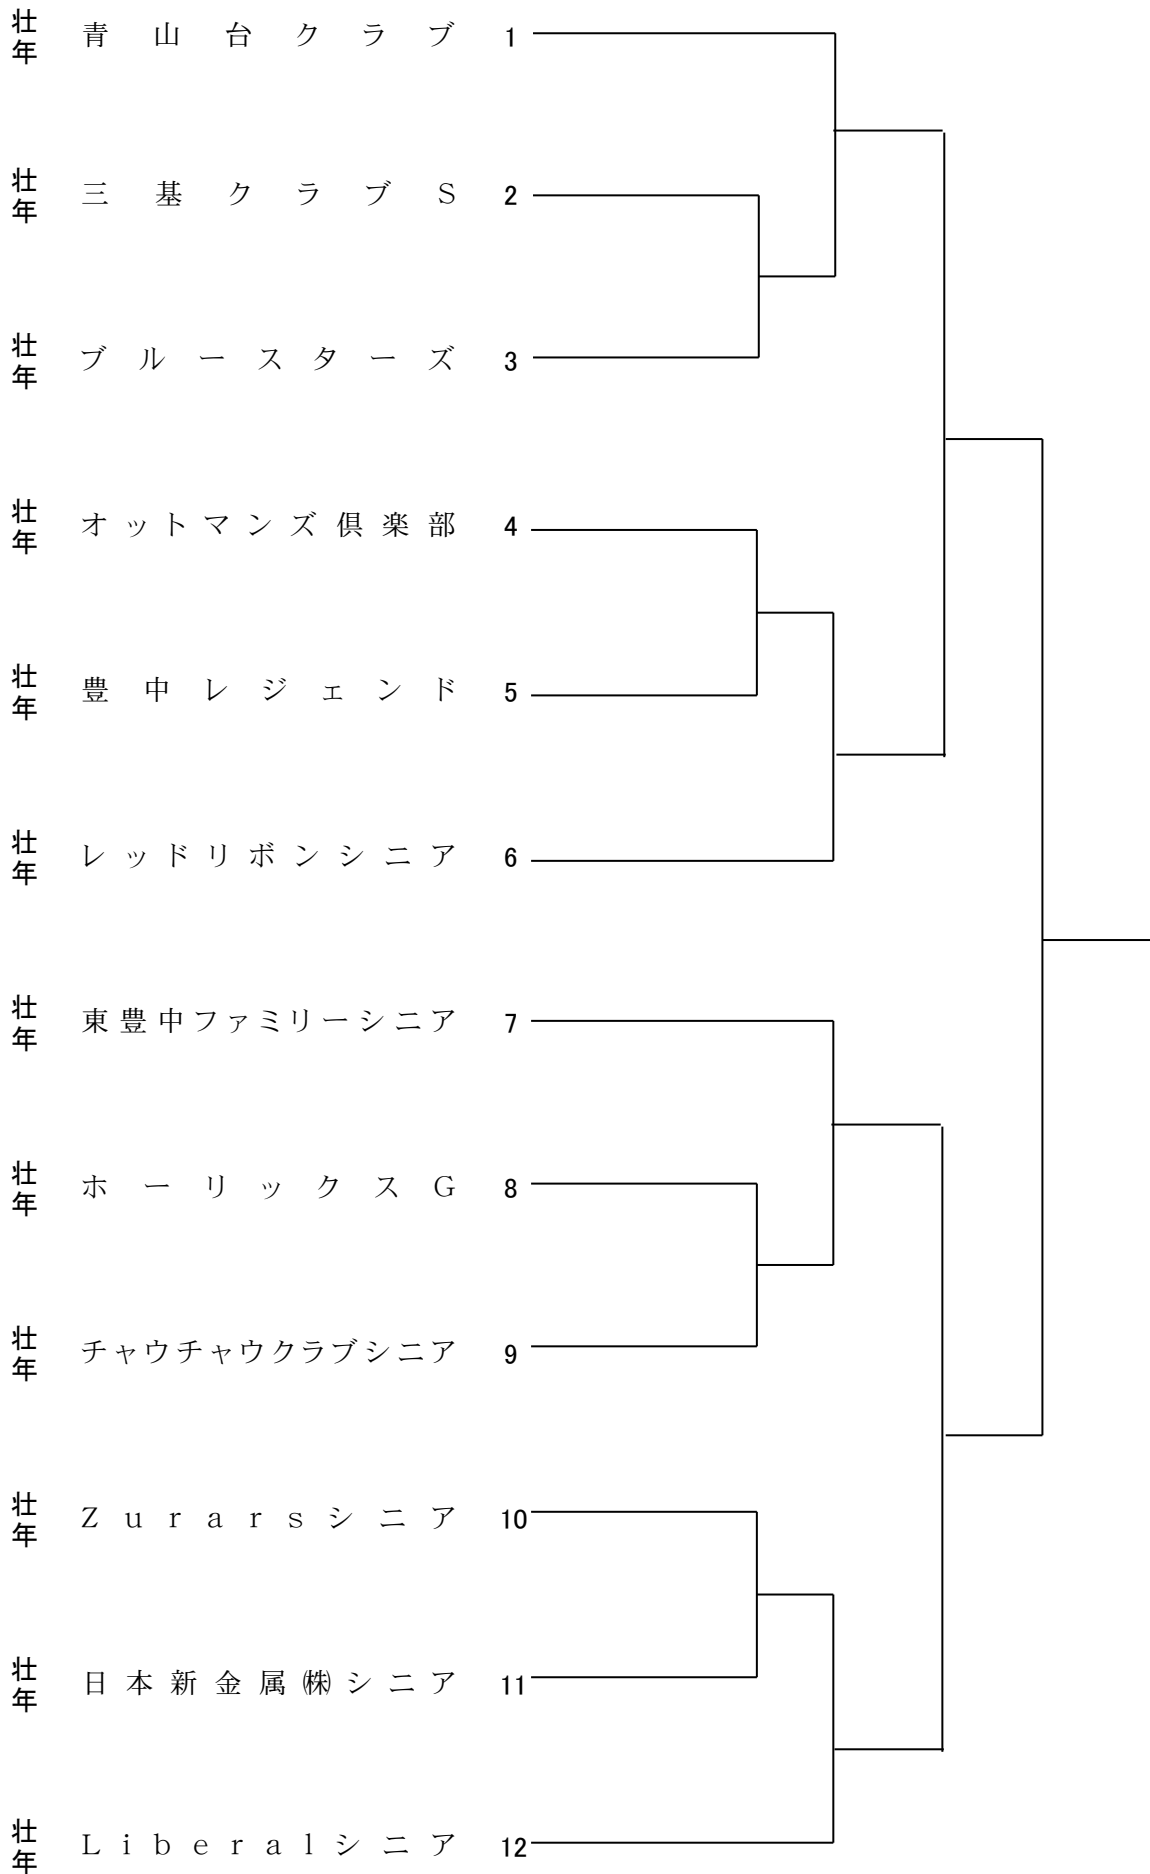 壮年 青山台クラブ 1
壮年 三基クラブS 2
壮年 ブルースターズ 3
壮年 オットマンズ倶楽部 4
壮年 豊中レジェンド 5
壮年 レッドリボンシニア 6
壮年 東豊中ファミリーシニア 7
壮年 ホーリックスG 8
壮年 チャウチャウクラブシニア 9
壮年 Zurarsシニア 10
壮年 日本新金属㈱シニア 11
壮年 Liberalシニア 12